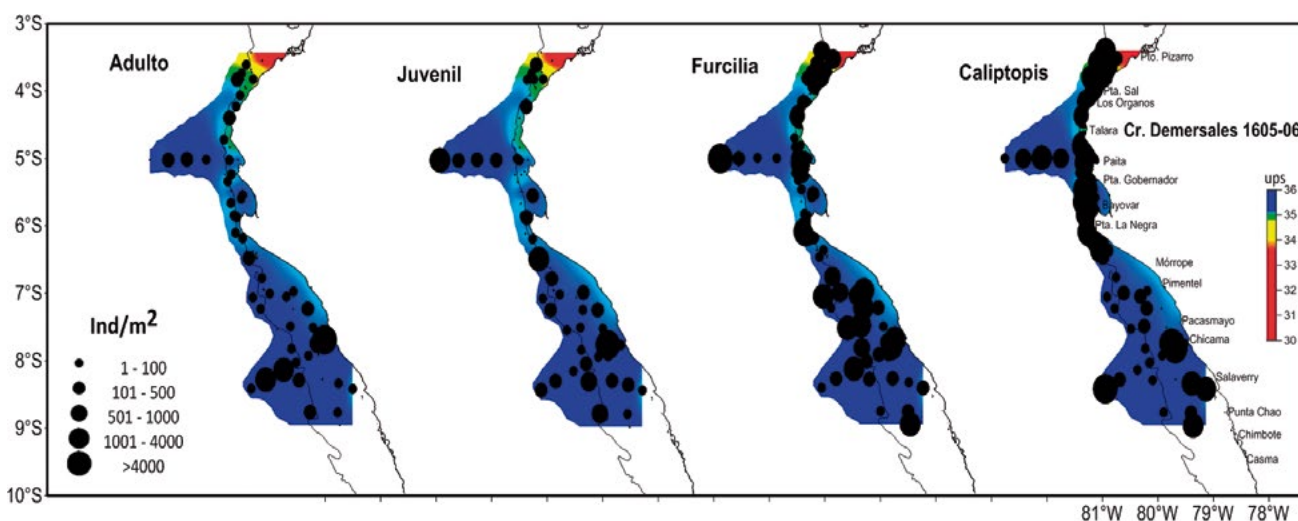 3°S
4°S
5°S
6°S
7°S
8°S
9°S
10°S
Adulto
Juvenil
Furcilia
Caliptopis
Pto. Pizarro
Pta. Sal
Los Organos
Talara
Cr. Demersales 1605-06
Paita
Pta. Gobernador
Bayovar
Pta. La Negra
Mórrope
Pimentel
Pacasmayo
Chicama
Salaverry
Punta Chao
Chimbote
Casma
ups
36
35
34
33
32
31
30
Ind/m²
1 - 100
101 - 500
501 - 1000
1001 - 4000
>4000
81°W 80°W 79°W 78°W